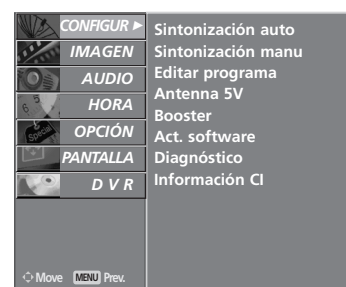 CONFIGUR ►
IMAGEN
AUDIO
HORA
OPCIÓN
PANTALLA
D V R
Sintonización auto
Sintonización manu
Editar programa
Antenna 5V
Booster
Act. software
Diagnóstico
Información CI
Special
Move MENU Prev.